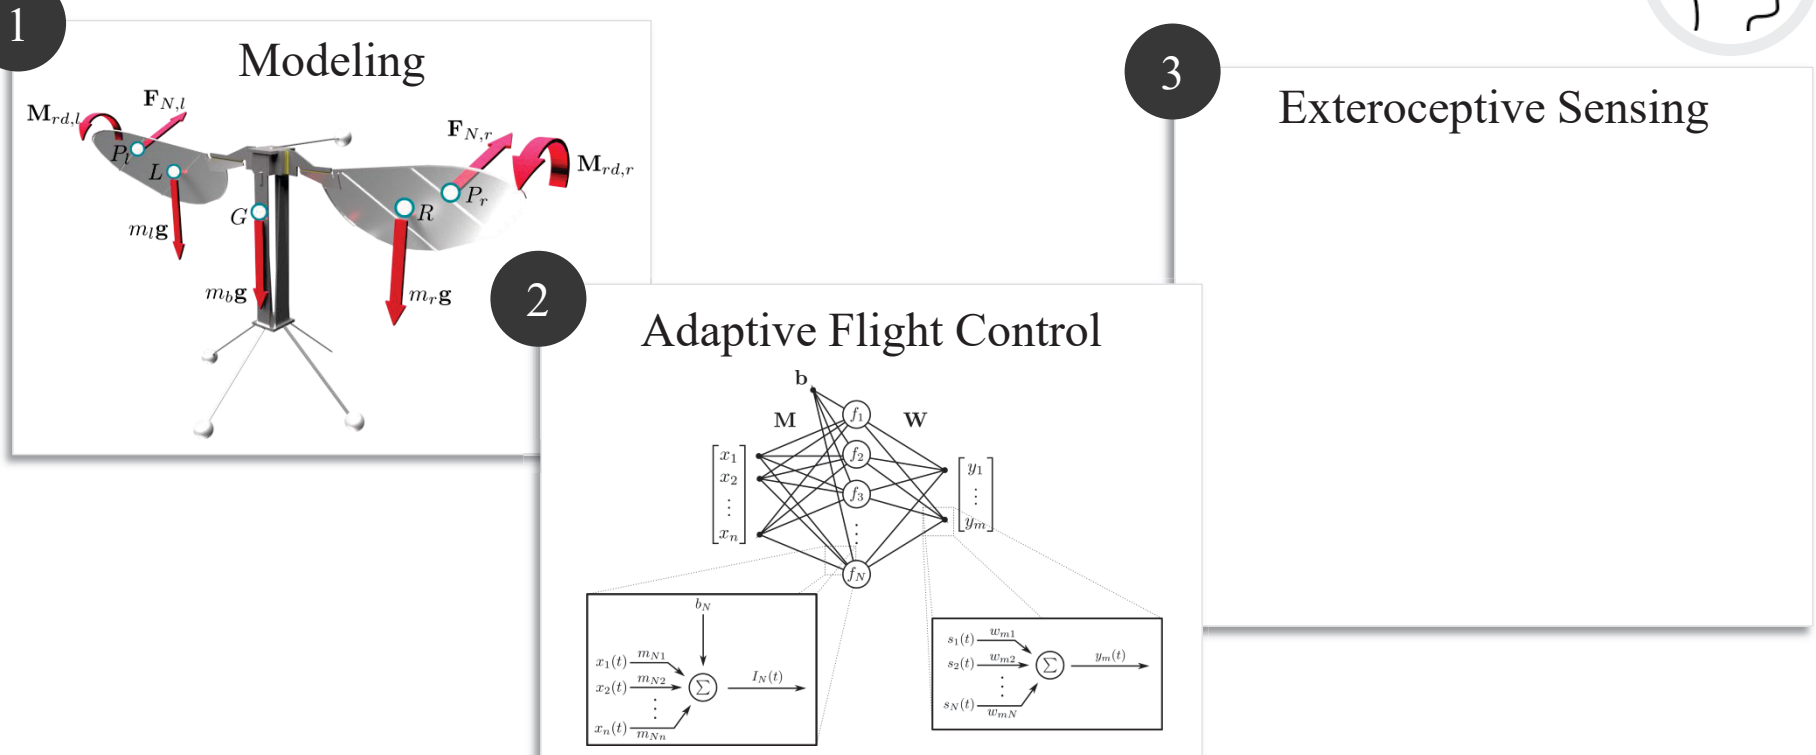 1
Modeling
M_{rd,l}
F_{N,l}
F_{N,r}
M_{rd,r}
P_l
L
P_r
R
G
m_l g
m_b g
m_r g
2
Adaptive Flight Control
b
M
W
f_1
f_2
f_3
⋮
f_N
x_1
x_2
⋮
x_n
y_1
⋮
y_m
b_N
x_1(t) m_{N1}
x_2(t) m_{N2}
⋮
x_n(t) m_{Nn}
Σ
I_N(t)
s_1(t) w_{m1}
s_2(t) w_{m2}
⋮
s_N(t) w_{mN}
Σ
y_m(t)
3
Exteroceptive Sensing